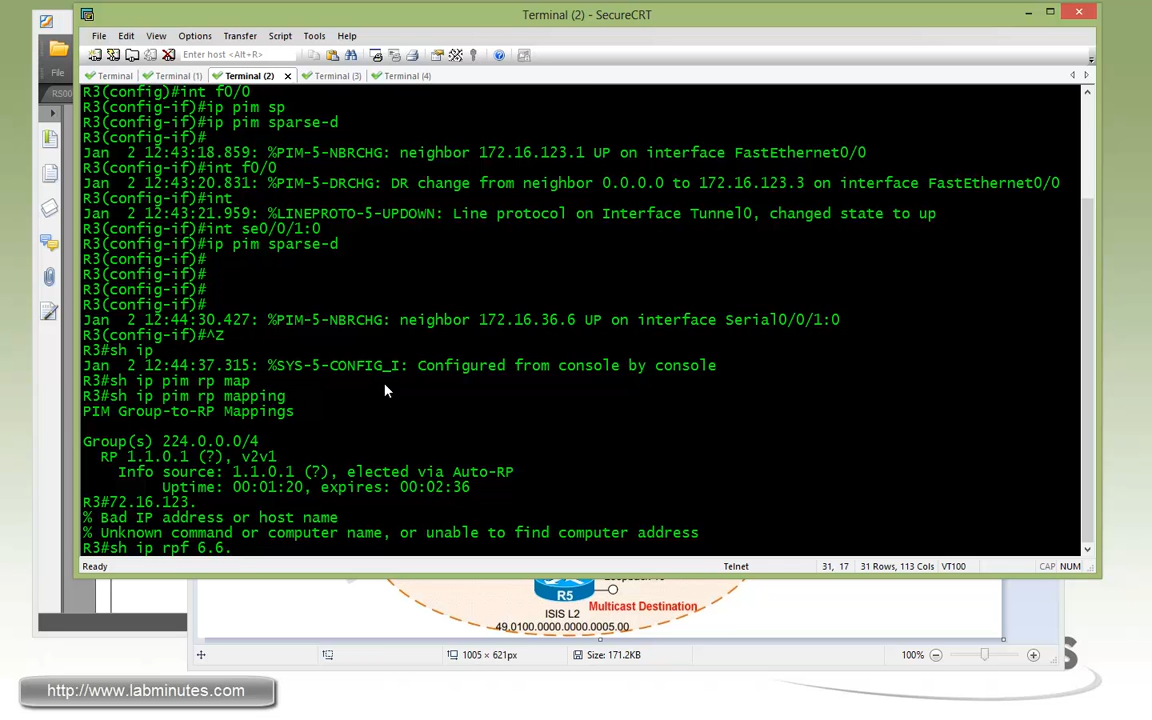 Terminal (2) - SecureCRT
File Edit View Options Transfer Script Tools Help
Enter host <Alt+R>
File
Terminal Terminal (1) Terminal (2) Terminal (3) Terminal (4)
RS00
R3(config)#int f0/0
R3(config-if)#ip pim sp
R3(config-if)#ip pim sparse-d
R3(config-if)#
Jan 2 12:43:18.859: %PIM-5-NBRCHG: neighbor 172.16.123.1 UP on interface FastEthernet0/0
R3(config-if)#int f0/0
Jan 2 12:43:20.831: %PIM-5-DRCHG: DR change from neighbor 0.0.0.0 to 172.16.123.3 on interface FastEthernet0/0
R3(config-if)#int
Jan 2 12:43:21.959: %LINEPROTO-5-UPDOWN: Line protocol on Interface Tunnel0, changed state to up
R3(config-if)#int se0/0/1:0
R3(config-if)#ip pim sparse-d
R3(config-if)#
R3(config-if)#
R3(config-if)#
R3(config-if)#
Jan 2 12:44:30.427: %PIM-5-NBRCHG: neighbor 172.16.36.6 UP on interface Serial0/0/1:0
R3(config-if)#^Z
R3#sh ip
Jan 2 12:44:37.315: %SYS-5-CONFIG_I: Configured from console by console
R3#sh ip pim rp map
R3#sh ip pim rp mapping
PIM Group-to-RP Mappings
Group(s) 224.0.0.0/4
RP 1.1.0.1 (?), v2v1
Info source: 1.1.0.1 (?), elected via Auto-RP
Uptime: 00:01:20, expires: 00:02:36
R3#72.16.123.
% Bad IP address or host name
% Unknown command or computer name, or unable to find computer address
R3#sh ip rpf 6.6.
Ready Telnet 31, 17 31 Rows, 113 Cols VT100 CAP NUM
R5
Multicast Destination
ISIS L2
49.0100.0000.0000.0005.00
1005 × 621px Size: 171.2KB 100%
http://www.labminutes.com